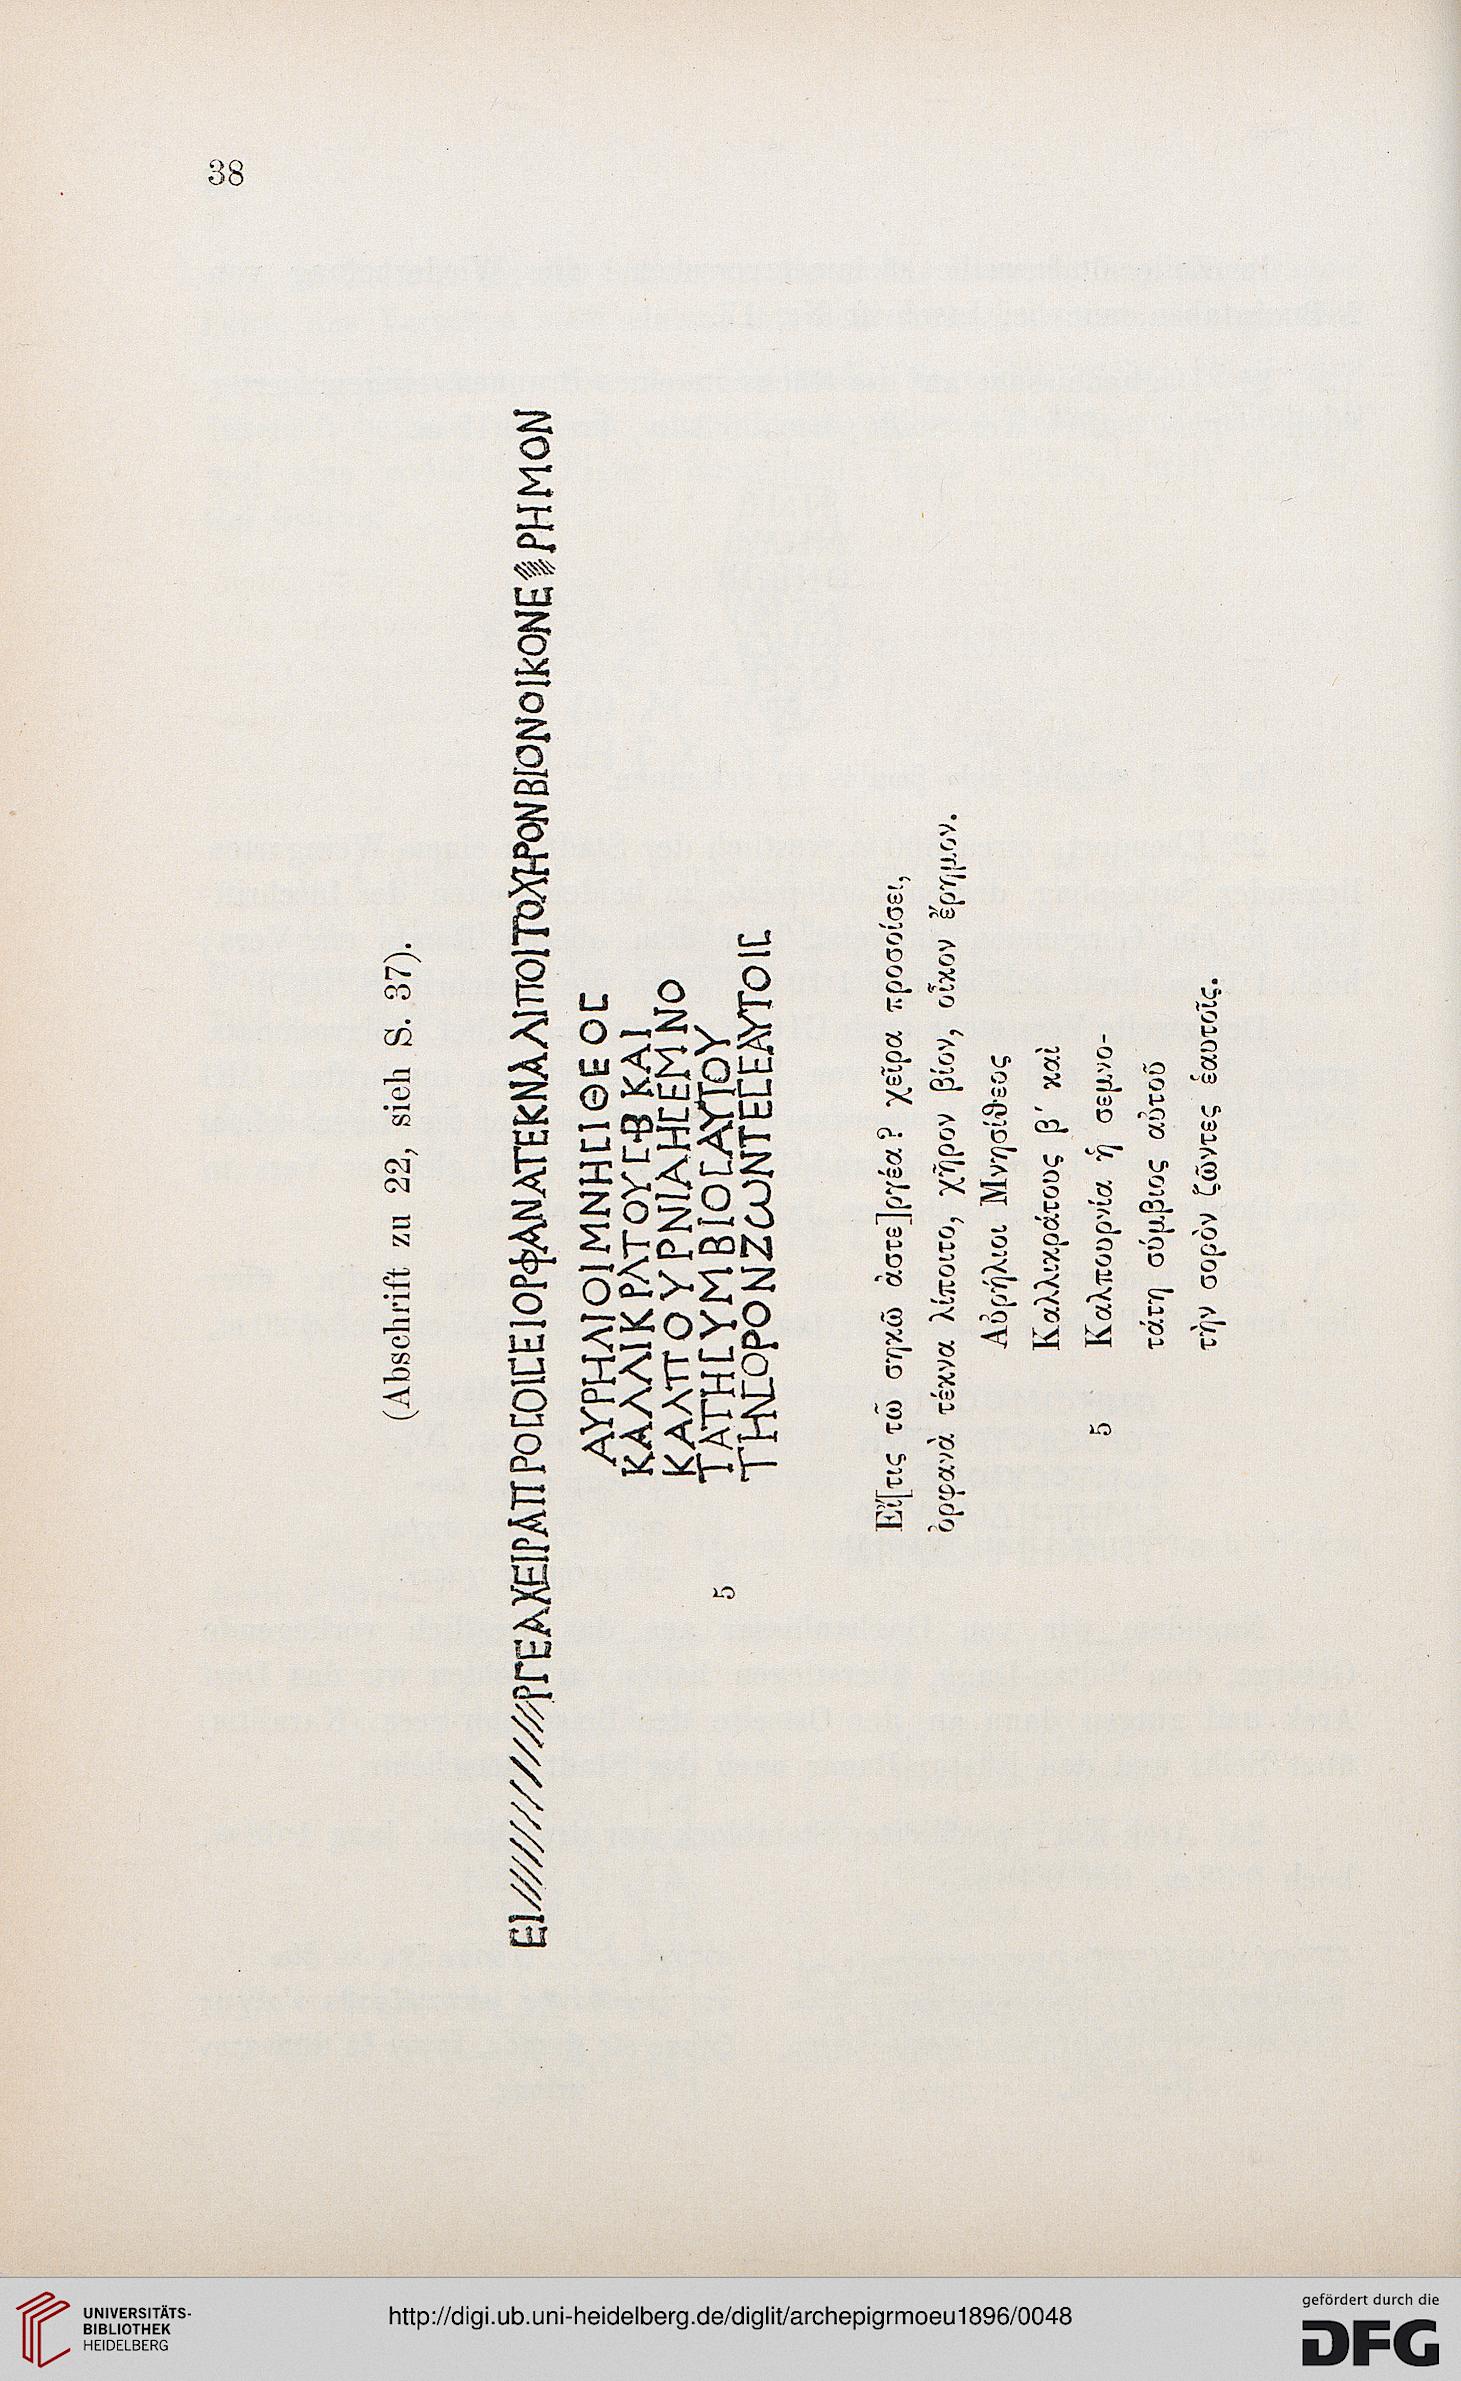 38
(Abschrift zu 22, sieh S. 37).
ΕΙ/////////ΡΓΕΑΧΕΙΡΑΠΡΟΣΟΙΣΕΙΟΡΦΑΝΑΤΕΚΝΑΛΙΠΟΙΤΟΧΗΡΟΝΒΙΟΝΟΙΚΟΝΕ///ΡΗΜΟΝ
ΑΥΡΗΛΙΟΙΜΝΗΣΙΘΕΟΣ
ΚΑΛΛΙΚΡΑΤΟΥΣ·Β ΚΑΙ
ΚΑΛΠΟΥΡΝΙΑΗΣΕΜΝΟ
5 ΤΑΤΗΣΥΜΒΙΟΣΑΥΤΟΥ
ΤΗΝΣΟΡΟΝΖΩΝΤΕΣΕΑΥΤΟΙΣ
Εἴ[τις τῶ σηκῶ ἀστε]ργέα? χεῖρα προσοίσει,
ὀρφανὰ τέκνα λίποιτο, χῆρον βίον, οἶκον ἔρημον.
Αὐρήλιοι Μνησίθεος
Καλλικράτους β′ καὶ
5 Καλπουρνία ἡ σεμνο-
τάτη σύμβιος αὐτοῦ
τὴν σορὸν ζῶντες ἑαυτοῖς.
UNIVERSITÄTS-
BIBLIOTHEK
HEIDELBERG
http://digi.ub.uni-heidelberg.de/diglit/archepigrmoeu1896/0048
gefördert durch die
DFG